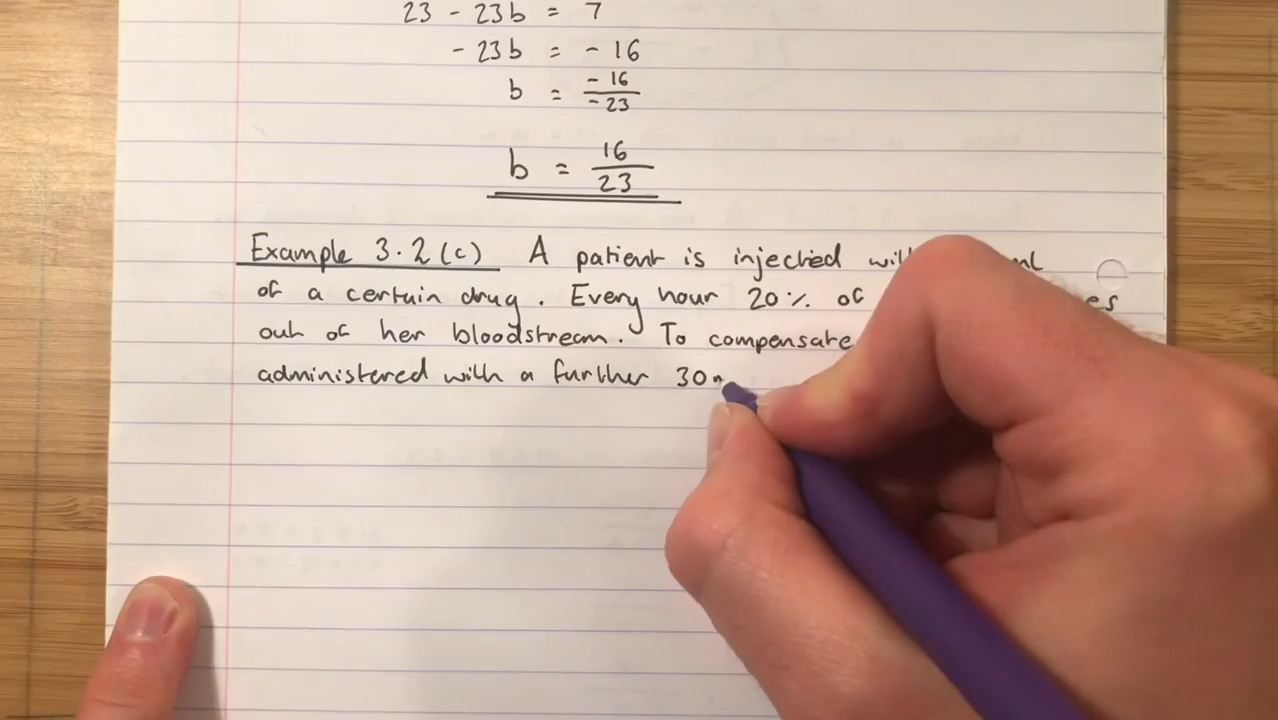 23 - 23b = 7
- 23b = - 16
b = - 16 / - 23
b = 16 / 23
Example 3.2 (c) A patient is injected
of a certain drug. Every hour 20% of
out of her bloodstream. To compensate
administered with a further 30